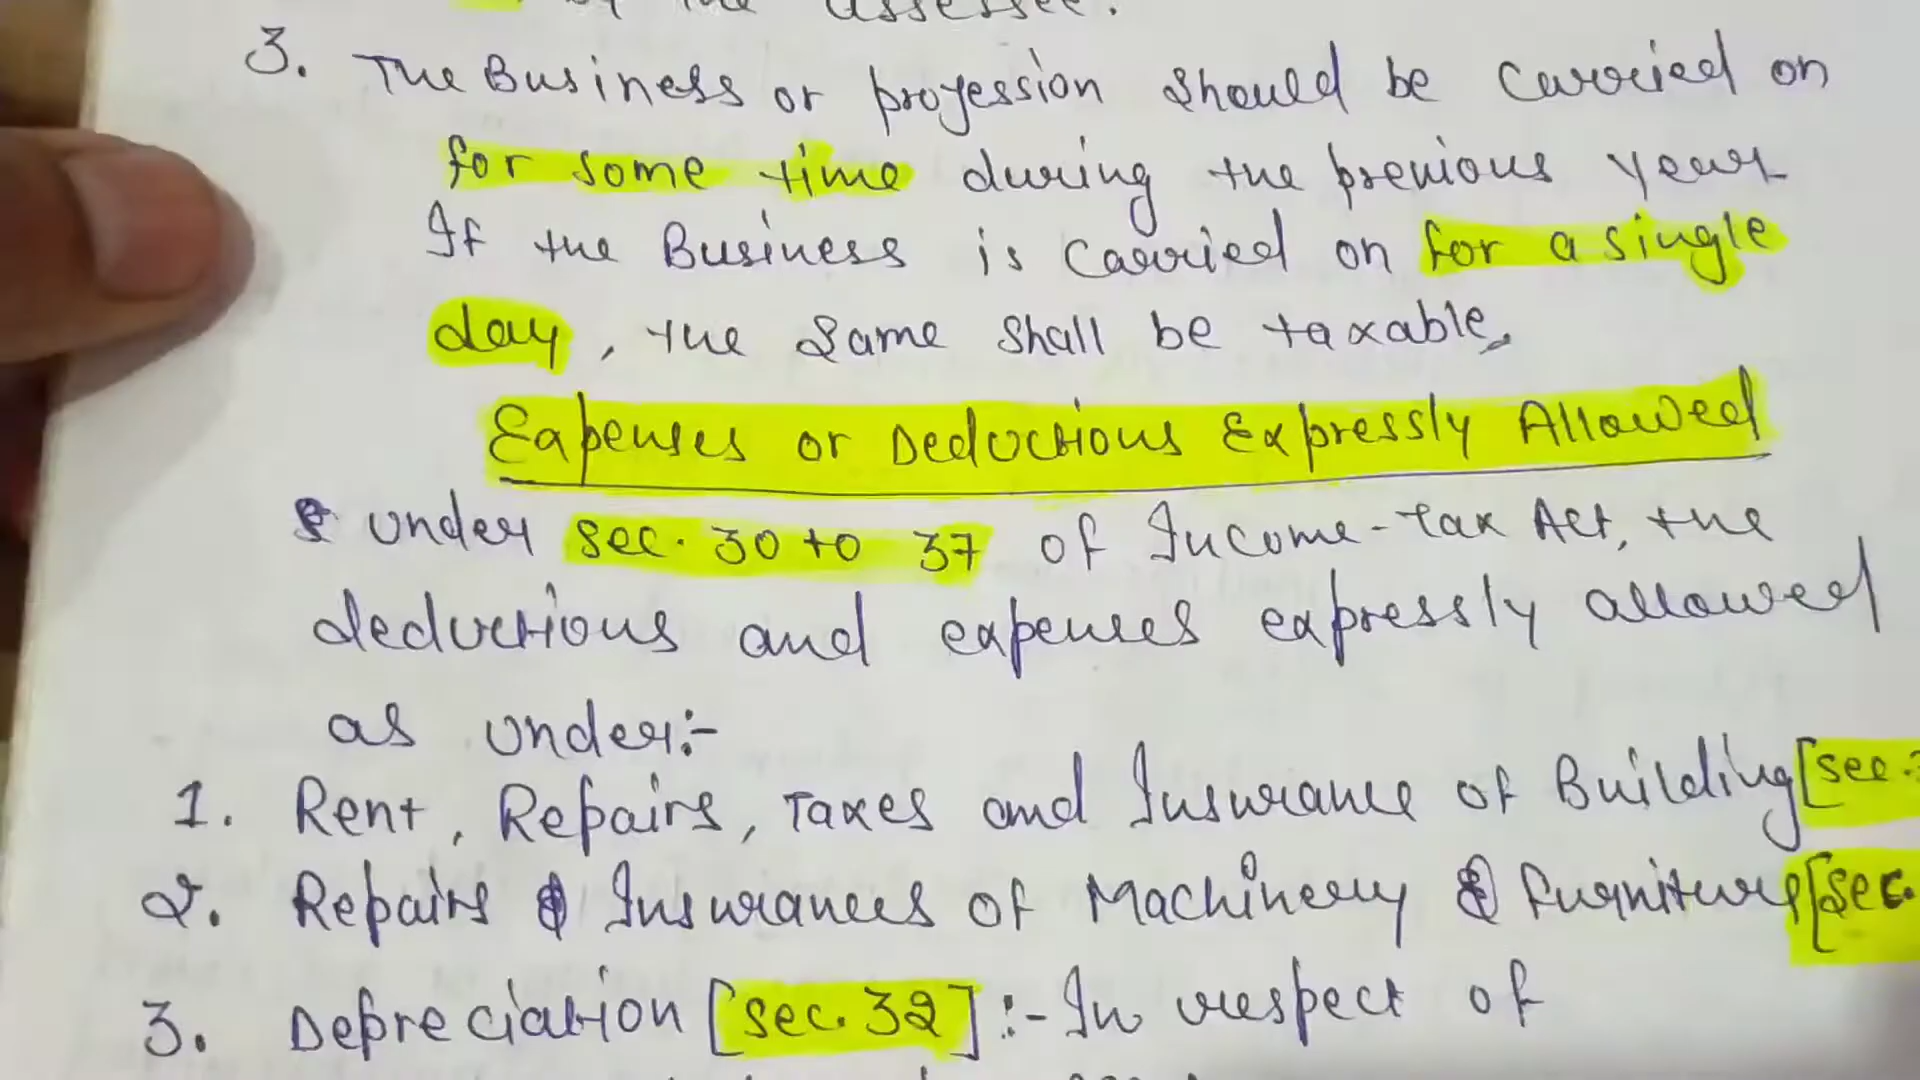 by the assessee.
3. The Business or profession should be carried on
for some time during the previous year
If the Business is carried on for a single
day, the same shall be taxable.
Expenses or Deductions Expressly Allowed
under sec. 30 to 37 of Income-tax Act, the
deductions and expenses expressly allowed
as under:-
1. Rent, Repairs, Taxes and Insurance of Building [sec.
2. Repairs & Insurances of Machinery & furniture [sec.
3. Depreciation [sec. 32] :- In respect of